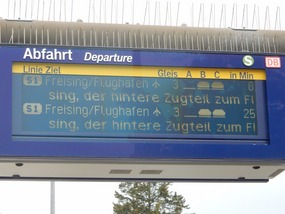 Abfahrt Departure S DB
Linie Ziel Gleis A B C in Min
S1 Freising/Flughafen 3 0
sing, der hintere Zugteil zum Fl
S1 Freising/Flughafen 3 25
sing, der hintere Zugteil zum Fl